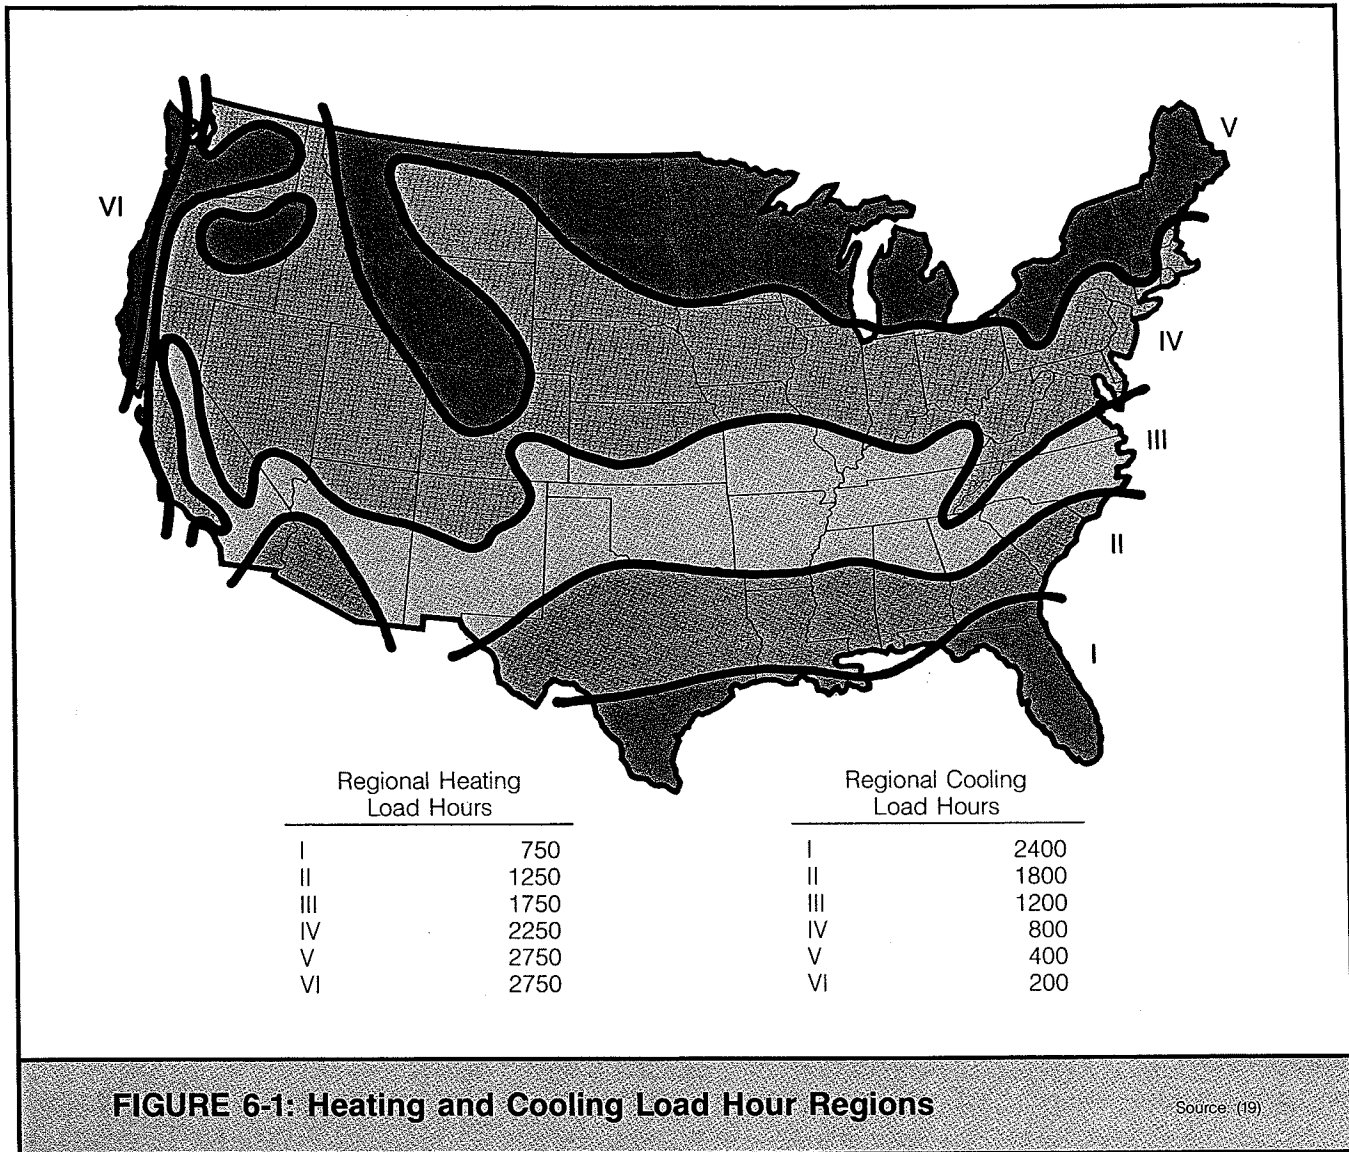 V
VI
IV
III
II
I
Regional Heating
Load Hours
I 750
II 1250
III 1750
IV 2250
V 2750
VI 2750
Regional Cooling
Load Hours
I 2400
II 1800
III 1200
IV 800
V 400
VI 200
FIGURE 6-1: Heating and Cooling Load Hour Regions
Source (19)